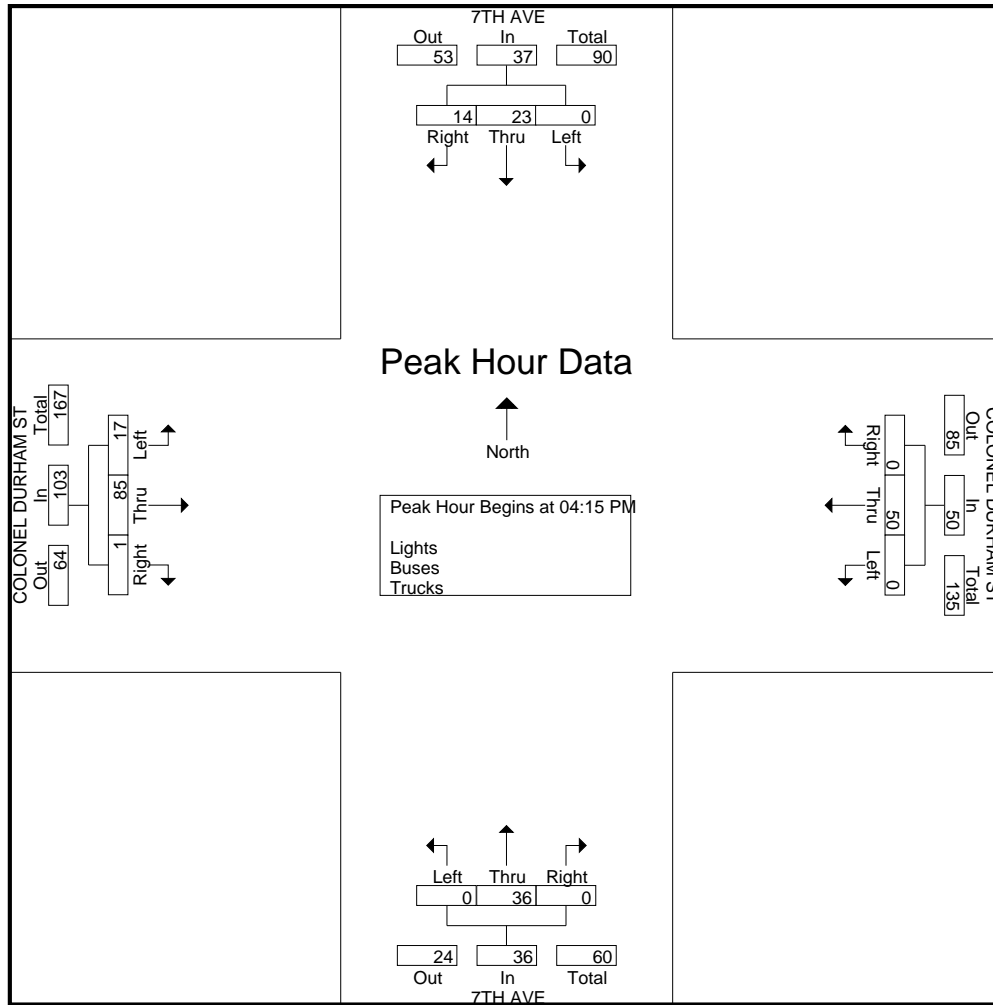 7TH AVE
Out In Total
53 37 90
14 23 0
Right Thru Left
Peak Hour Data
North
Peak Hour Begins at 04:15 PM
Lights
Buses
Trucks
COLONEL DURHAM ST
Out In Total
64 103 167
17 85 1
Left Thru Right
COLONEL DURHAM ST
Out In Total
85 50 135
0 50 0
Right Thru Left
Left Thru Right
0 36 0
24 36 60
Out In Total
7TH AVE